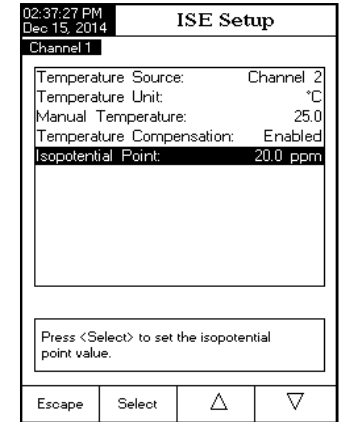 02:37:27 PM
Dec 15, 2014
ISE Setup
Channel 1
Temperature Source: Channel 2
Temperature Unit: °C
Manual Temperature: 25.0
Temperature Compensation: Enabled
Isopotential Point: 20.0 ppm
Press <Select> to set the isopotential
point value.
Escape Select △ ▽